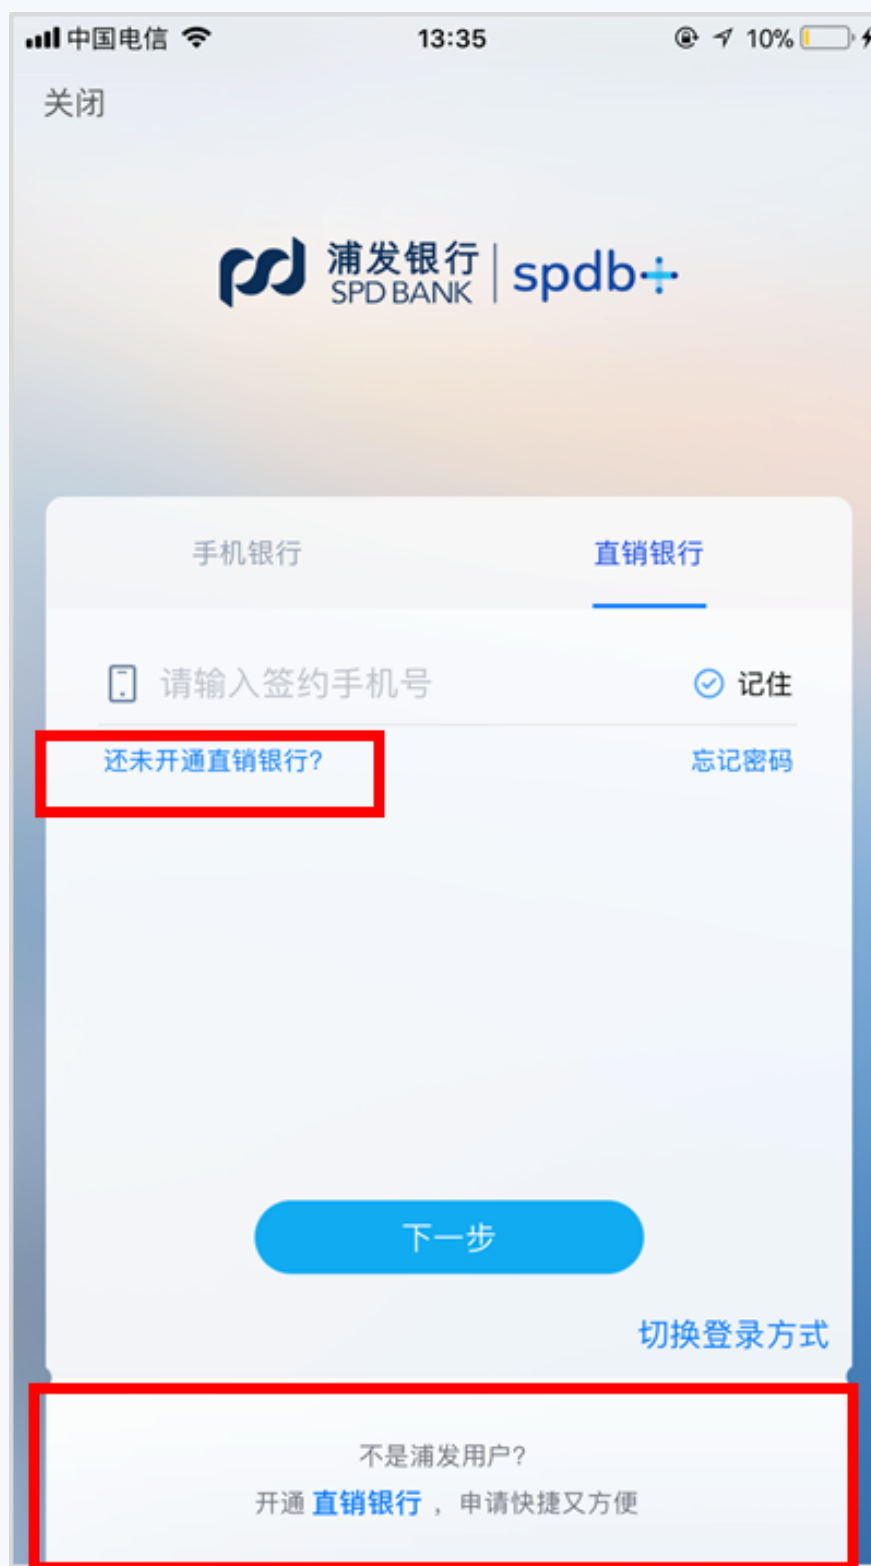 中国电信 13:35 10%
关闭
浦发银行 spdb+
SPD BANK
手机银行 直销银行
请输入签约手机号 记住
还未开通直销银行? 忘记密码
下一步
切换登录方式
不是浦发用户?
开通 直销银行 ，申请快捷又方便